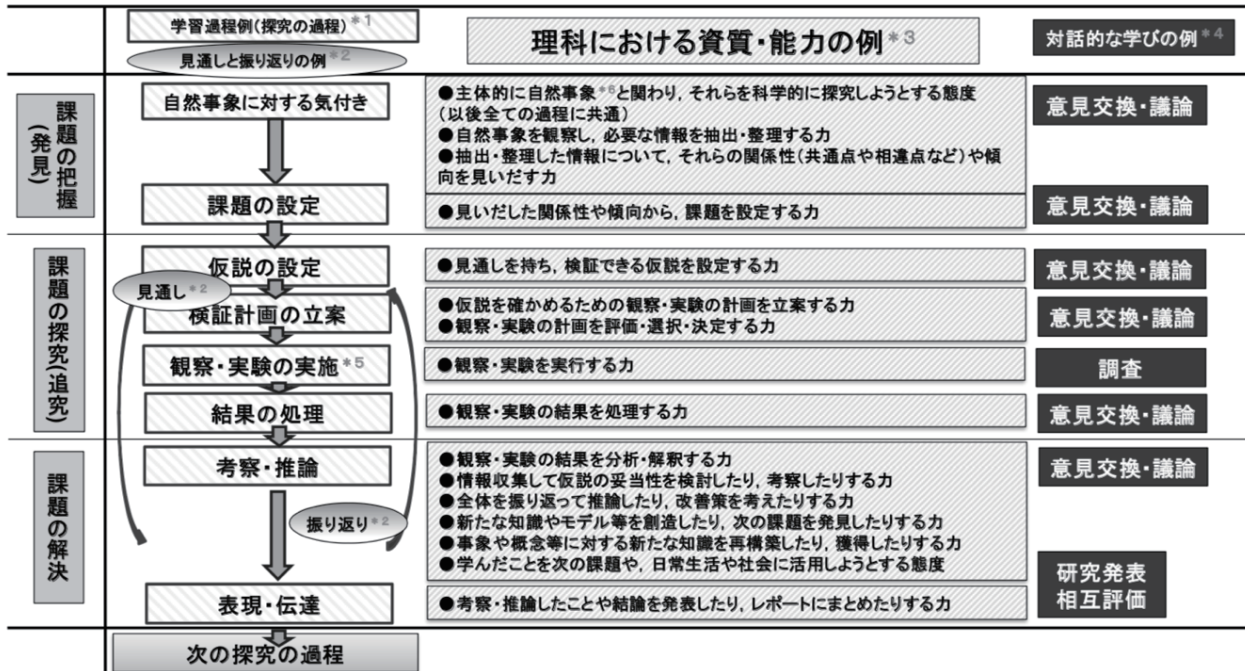 学習過程例(探究の過程)*1
見通しと振り返りの例*2
理科における資質・能力の例*3
対話的な学びの例*4
課題の把握(発見)
自然事象に対する気付き
●主体的に自然事象*6と関わり,それらを科学的に探究しようとする態度
(以後全ての過程に共通)
●自然事象を観察し,必要な情報を抽出・整理する力
●抽出・整理した情報について,それらの関係性(共通点や相違点など)や傾
向を見いだす力
意見交換・議論
課題の設定
●見いだした関係性や傾向から,課題を設定する力
意見交換・議論
課題の探究(追究)
仮説の設定
●見通しを持ち,検証できる仮説を設定する力
意見交換・議論
見通し*2
検証計画の立案
●仮説を確かめるための観察・実験の計画を立案する力
●観察・実験の計画を評価・選択・決定する力
意見交換・議論
観察・実験の実施*5
●観察・実験を実行する力
調査
結果の処理
●観察・実験の結果を処理する力
意見交換・議論
課題の解決
考察・推論
●観察・実験の結果を分析・解釈する力
●情報収集して仮説の妥当性を検討したり,考察したりする力
●全体を振り返って推論したり,改善策を考えたりする力
●新たな知識やモデル等を創造したり,次の課題を発見したりする力
●事象や概念等に対する新たな知識を再構築したり,獲得したりする力
●学んだことを次の課題や,日常生活や社会に活用しようとする態度
意見交換・議論
振り返り*2
表現・伝達
●考察・推論したことや結論を発表したり,レポートにまとめたりする力
研究発表
相互評価
次の探究の過程